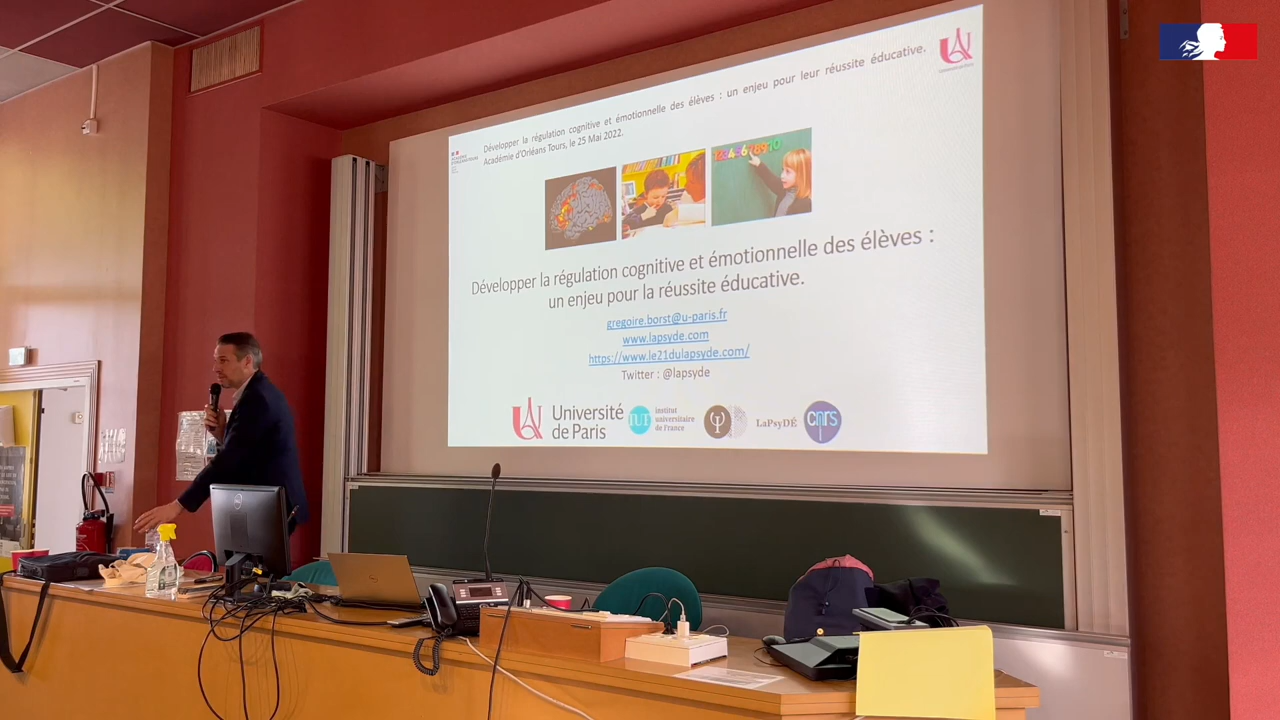 Développer la régulation cognitive et émotionnelle des élèves : un enjeu pour leur réussite éducative.
Académie d'Orléans Tours, le 25 Mai 2022.
12345678910
Développer la régulation cognitive et émotionnelle des élèves :
un enjeu pour la réussite éducative.
gregoire.borst@u-paris.fr
www.lapsyde.com
https://www.le21dulapsyde.com/
Twitter : @lapsyde
Université
de Paris
IUF
institut
universitaire
de France
LaPsyDÉ
cnrs
DELL